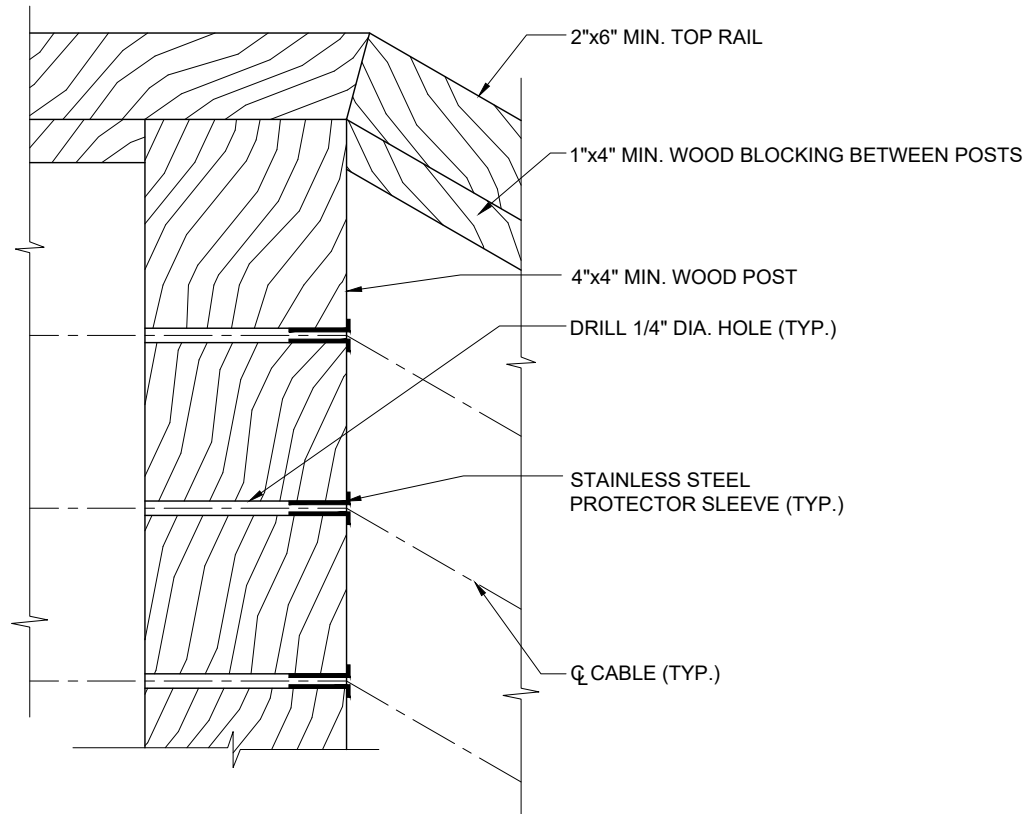 2"x6" MIN. TOP RAIL
1"x4" MIN. WOOD BLOCKING BETWEEN POSTS
4"x4" MIN. WOOD POST
DRILL 1/4" DIA. HOLE (TYP.)
STAINLESS STEEL
PROTECTOR SLEEVE (TYP.)
℄ CABLE (TYP.)